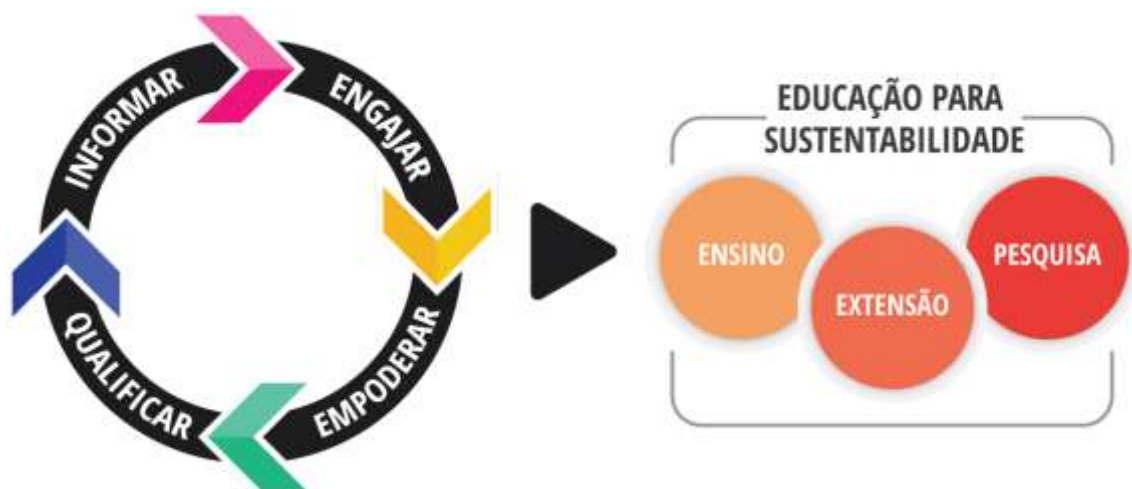 INFORMAR
ENGAJAR
EMPODERAR
QUALIFICAR
EDUCAÇÃO PARA
SUSTENTABILIDADE
ENSINO
EXTENSÃO
PESQUISA